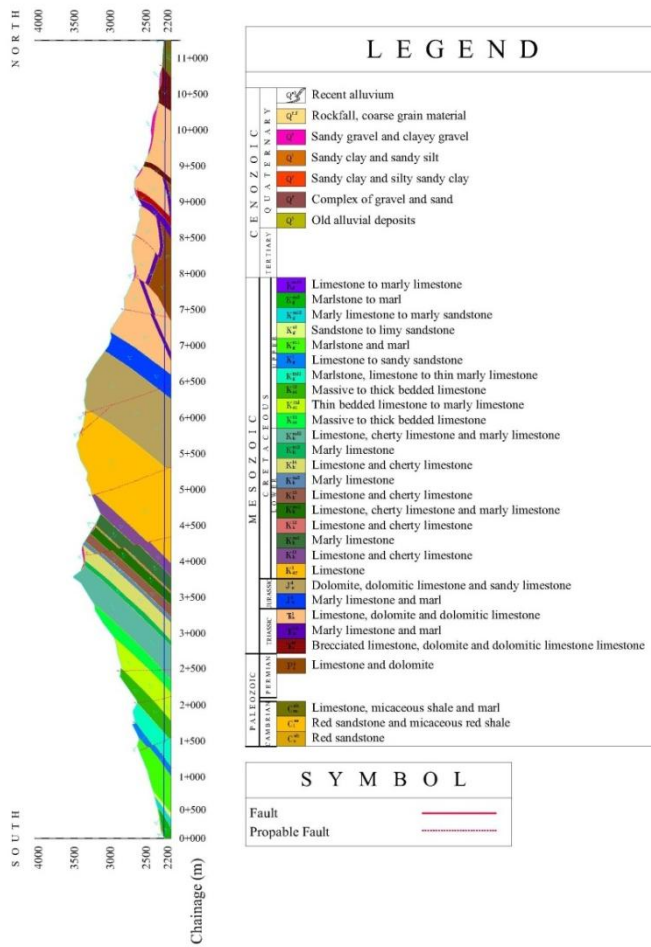 NORTH
4000
3500
3000
2500
2200
11+000
10+500
10+000
9+500
9+000
8+500
8+000
7+500
7+000
6+500
6+000
5+500
5+000
4+500
4+000
3+500
3+000
2+500
2+000
1+500
1+000
0+500
0+000
SOUTH
4000
3500
3000
2500
2200
Chainage (m)
LEGEND
CENOZOIC
QUATERNARY
TERTIARY
MESOZOIC
CRETACEOUS
UPPER
LOWER
JURASSIC
TRIASSIC
PALEOZOIC
PERMIAN
CAMBRIAN
Recent alluvium
Rockfall, coarse grain material
Sandy gravel and clayey gravel
Sandy clay and sandy silt
Sandy clay and silty sandy clay
Complex of gravel and sand
Old alluvial deposits
Limestone to marly limestone
Marlstone to marl
Marly limestone to marly sandstone
Sandstone to limy sandstone
Marlstone and marl
Limestone to sandy sandstone
Marlstone, limestone to thin marly limestone
Massive to thick bedded limestone
Thin bedded limestone to marly limestone
Massive to thick bedded limestone
Limestone, cherty limestone and marly limestone
Marly limestone
Limestone and cherty limestone
Marly limestone
Limestone and cherty limestone
Limestone, cherty limestone and marly limestone
Limestone and cherty limestone
Marly limestone
Limestone and cherty limestone
Limestone
Dolomite, dolomitic limestone and sandy limestone
Marly limestone and marl
Limestone, dolomite and dolomitic limestone
Marly limestone and marl
Brecciated limestone, dolomite and dolomitic limestone limestone
Limestone and dolomite
Limestone, micaceous shale and marl
Red sandstone and micaceous red shale
Red sandstone
SYMBOL
Fault
Propable Fault